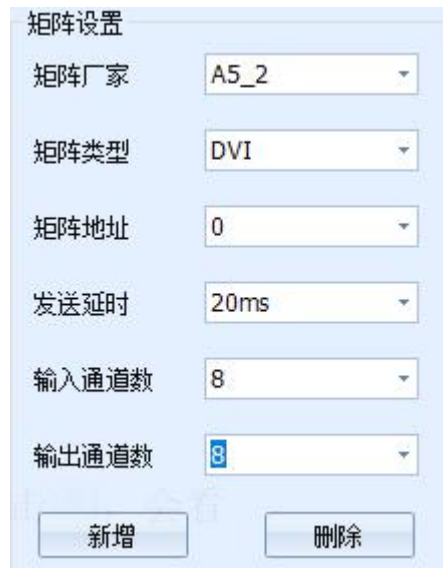 矩阵设置
矩阵厂家 A5_2
矩阵类型 DVI
矩阵地址 0
发送延时 20ms
输入通道数 8
输出通道数 8
新增 删除